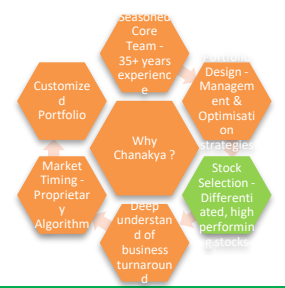 Seasoned
Core
Team -
35+ years
experienc
e
Portfolio
Design -
Managem
ent &
Optimisati
on
strategies
Stock
Selection -
Differenti
ated, high
performin
g stocks
Deep
understan
d of
business
turnaroun
d
Market
Timing -
Proprietar
y
Algorithm
Customize
d
Portfolio
Why
Chanakya ?